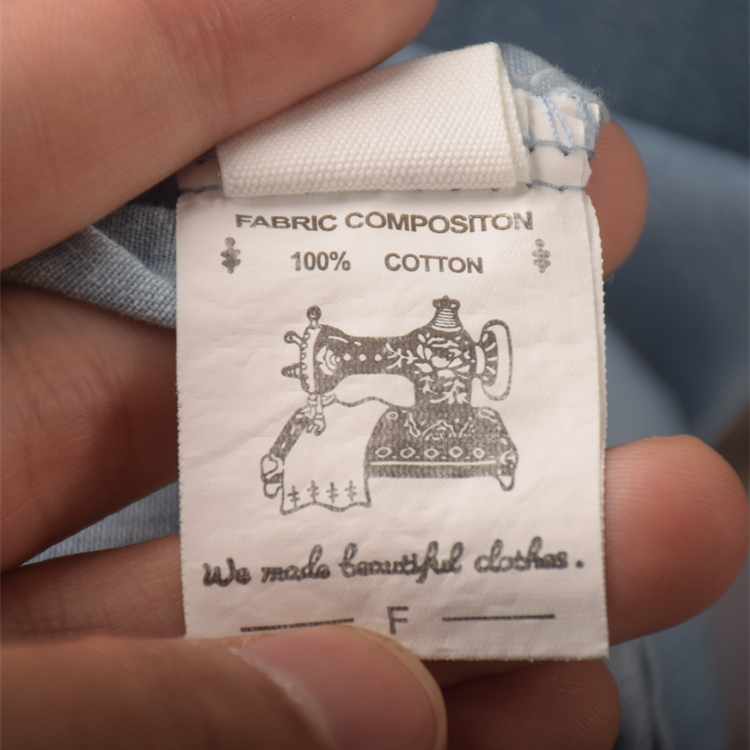 FABRIC COMPOSITON
100% COTTON
We made beautiful clothes.
F